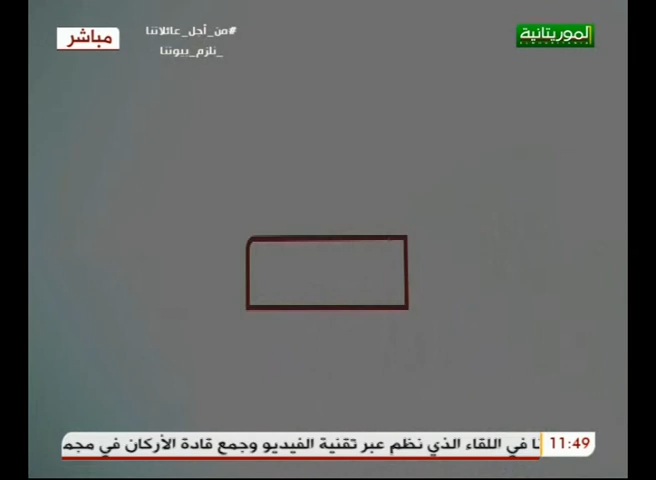 #من_أجل_عائلاتنا
_نلزم_بيوتنا
مباشر
الموريتانية
نا في اللقاء الذي نظم عبر تقنية الفيديو وجمع قادة الأركان في مجم
11:49